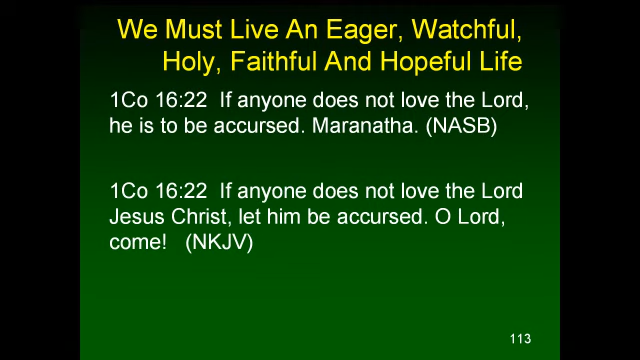 We Must Live An Eager, Watchful,
Holy, Faithful And Hopeful Life
1Co 16:22  If anyone does not love the Lord,
he is to be accursed. Maranatha. (NASB)
1Co 16:22  If anyone does not love the Lord
Jesus Christ, let him be accursed. O Lord,
come!   (NKJV)
113